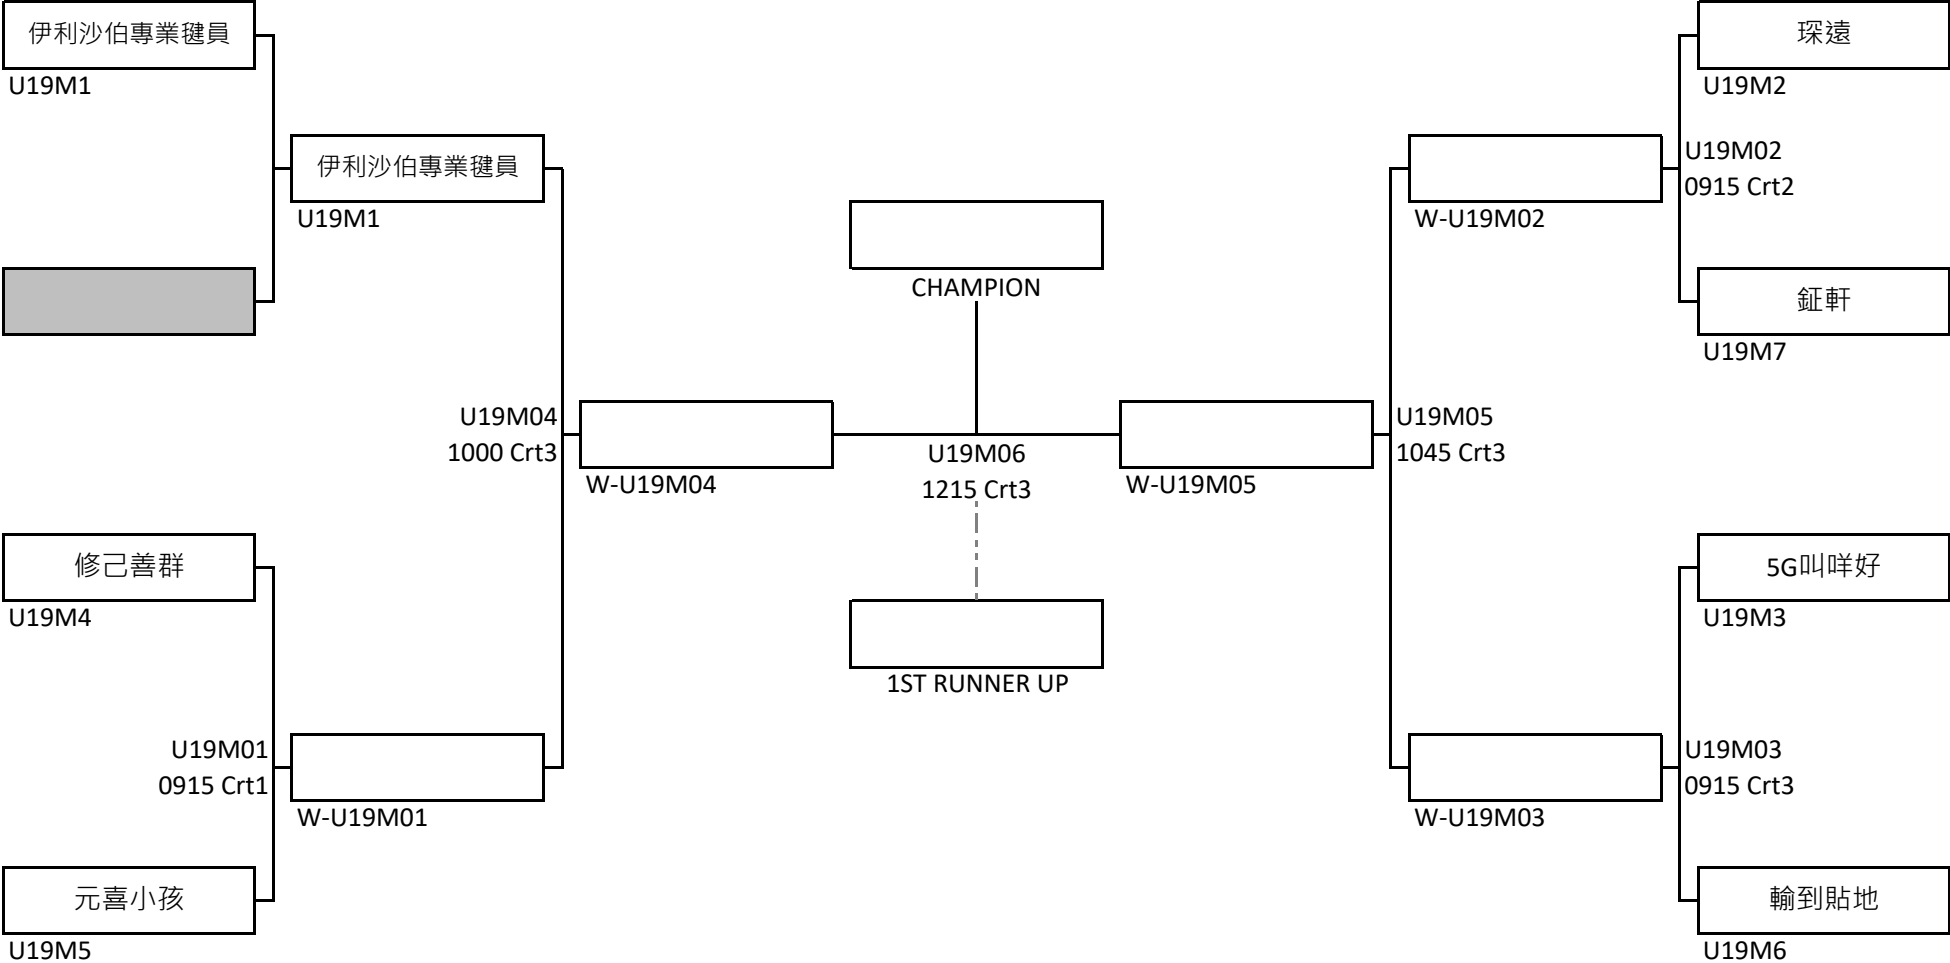 伊利沙伯專業毽員
U19M1
伊利沙伯專業毽員
U19M1
U19M04
1000 Crt3
W-U19M04
修己善群
U19M4
U19M01
0915 Crt1
W-U19M01
元喜小孩
U19M5
CHAMPION
U19M06
1215 Crt3
1ST RUNNER UP
琛遠
U19M2
U19M02
0915 Crt2
W-U19M02
鉦軒
U19M7
U19M05
1045 Crt3
W-U19M05
5G叫咩好
U19M3
U19M03
0915 Crt3
W-U19M03
輸到貼地
U19M6